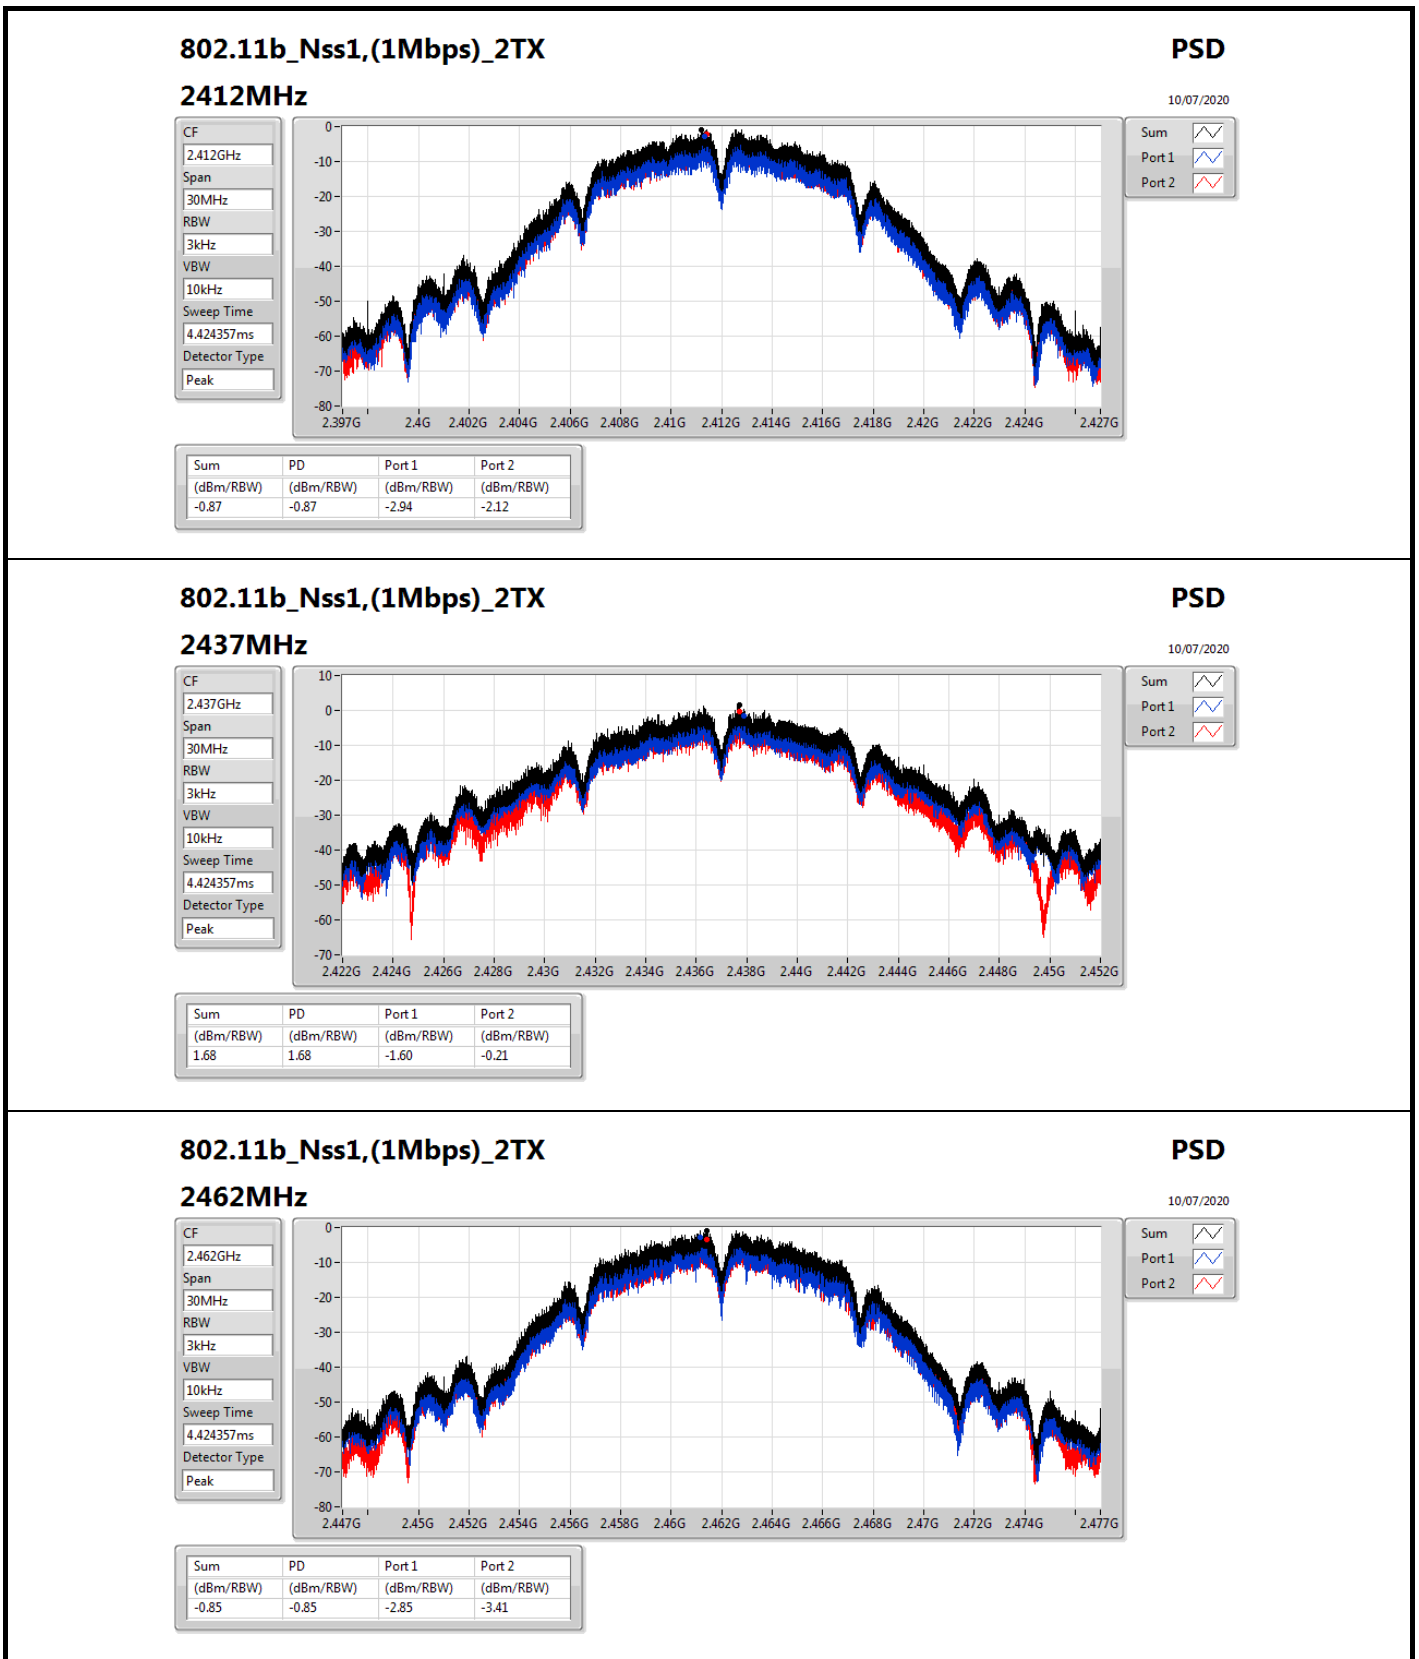 802.11b_Nss1,(1Mbps)_2TX PSD
2412MHz 10/07/2020
CF
2.412GHz
Span
30MHz
RBW
3kHz
VBW
10kHz
Sweep Time
4.424357ms
Detector Type
Peak
0
-10
-20
-30
-40
-50
-60
-70
-80
2.397G 2.4G 2.402G 2.404G 2.406G 2.408G 2.41G 2.412G 2.414G 2.416G 2.418G 2.42G 2.422G 2.424G 2.427G
Sum
Port 1
Port 2
Sum PD Port 1 Port 2
(dBm/RBW) (dBm/RBW) (dBm/RBW) (dBm/RBW)
-0.87 -0.87 -2.94 -2.12
802.11b_Nss1,(1Mbps)_2TX PSD
2437MHz 10/07/2020
CF
2.437GHz
Span
30MHz
RBW
3kHz
VBW
10kHz
Sweep Time
4.424357ms
Detector Type
Peak
10
0
-10
-20
-30
-40
-50
-60
-70
2.422G 2.424G 2.426G 2.428G 2.43G 2.432G 2.434G 2.436G 2.438G 2.44G 2.442G 2.444G 2.446G 2.448G 2.45G 2.452G
Sum
Port 1
Port 2
Sum PD Port 1 Port 2
(dBm/RBW) (dBm/RBW) (dBm/RBW) (dBm/RBW)
1.68 1.68 -1.60 -0.21
802.11b_Nss1,(1Mbps)_2TX PSD
2462MHz 10/07/2020
CF
2.462GHz
Span
30MHz
RBW
3kHz
VBW
10kHz
Sweep Time
4.424357ms
Detector Type
Peak
0
-10
-20
-30
-40
-50
-60
-70
-80
2.447G 2.45G 2.452G 2.454G 2.456G 2.458G 2.46G 2.462G 2.464G 2.466G 2.468G 2.47G 2.472G 2.474G 2.477G
Sum
Port 1
Port 2
Sum PD Port 1 Port 2
(dBm/RBW) (dBm/RBW) (dBm/RBW) (dBm/RBW)
-0.85 -0.85 -2.85 -3.41